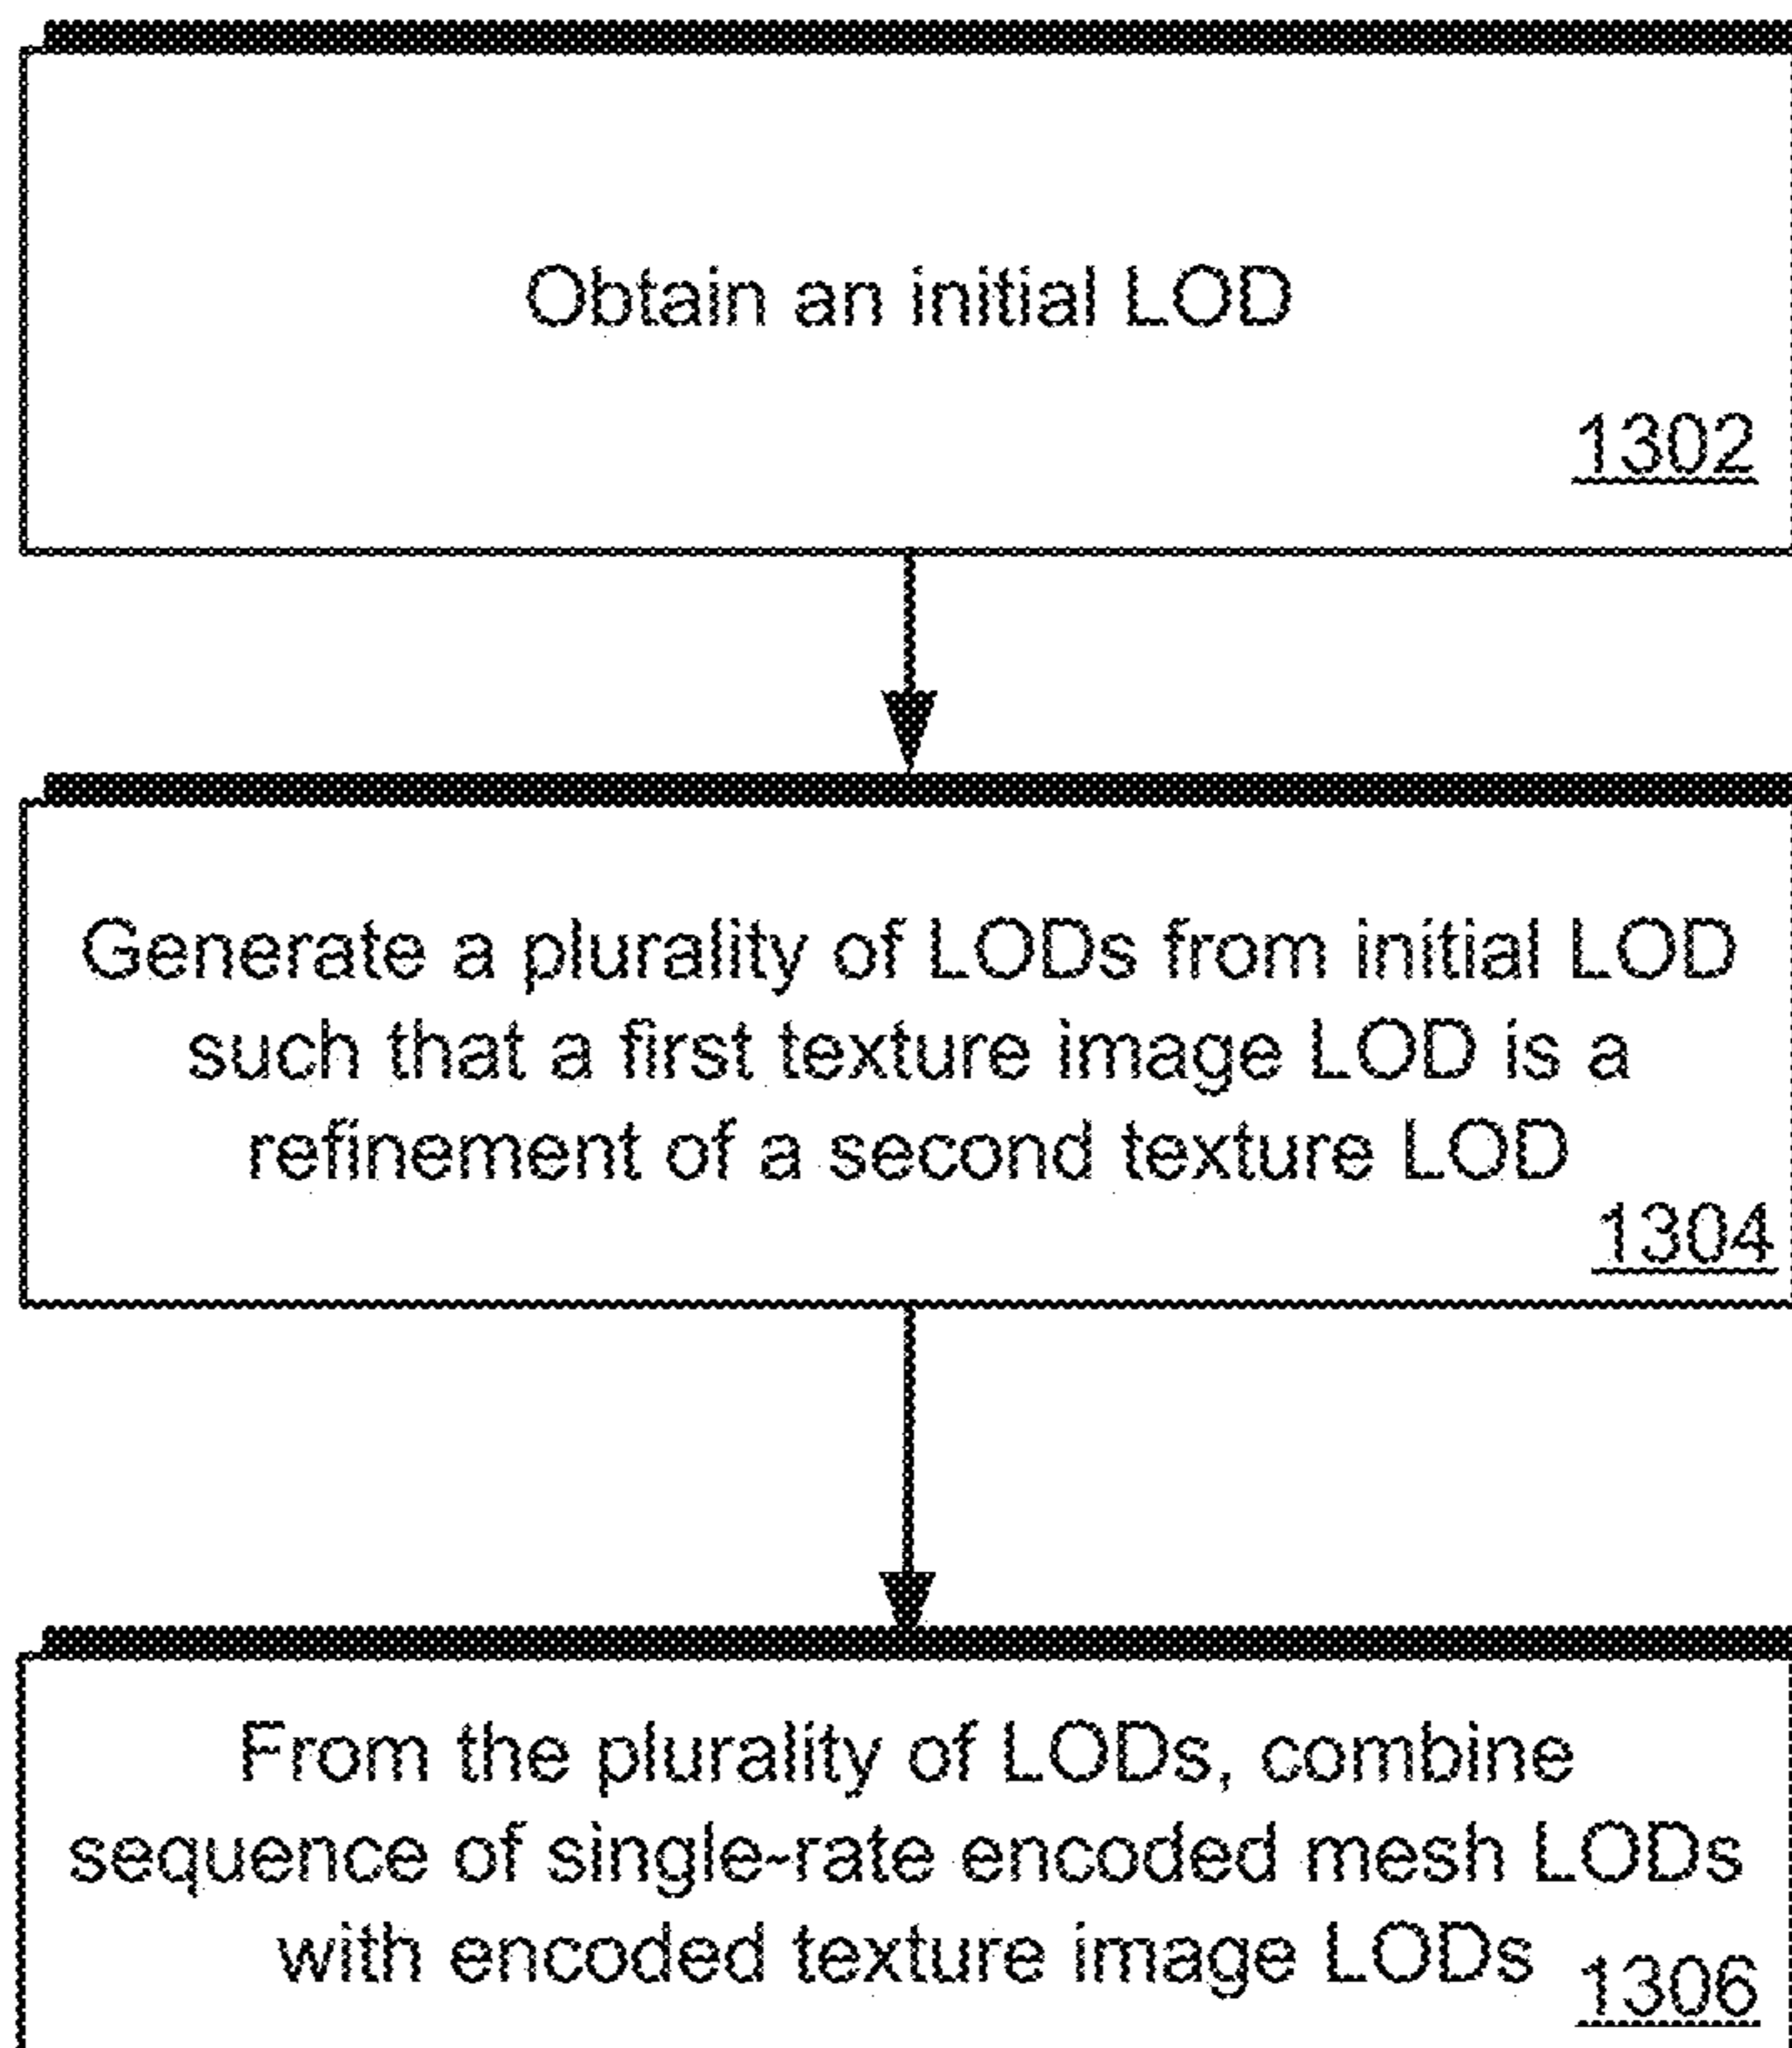 Obtain an initial LOD
1302
Generate a plurality of LODs from initial LOD
such that a first texture image LOD is a
refinement of a second texture LOD
1304
From the plurality of LODs, combine
sequence of single-rate encoded mesh LODs
with encoded texture image LODs
1306